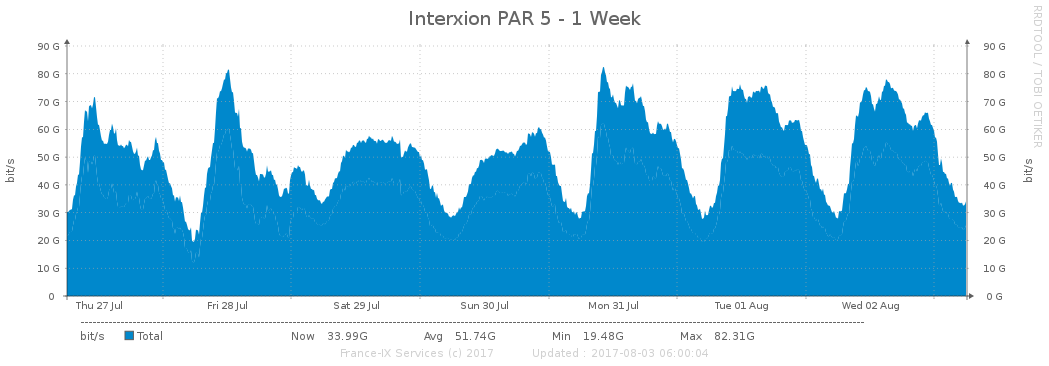 Interxion PAR 5 - 1 Week
RRDTOOL / TOBI OETIKER
bit/s
90 G 90 G
80 G 80 G
70 G 70 G
60 G 60 G
50 G 50 G
40 G 40 G
30 G 30 G
20 G 20 G
10 G 10 G
0 0 G
bit/s
Thu 27 Jul Fri 28 Jul Sat 29 Jul Sun 30 Jul Mon 31 Jul Tue 01 Aug Wed 02 Aug
bit/s Total Now 33.99G Avg 51.74G Min 19.48G Max 82.31G
France-IX Services (c) 2017 Updated : 2017-08-03 06:00:04